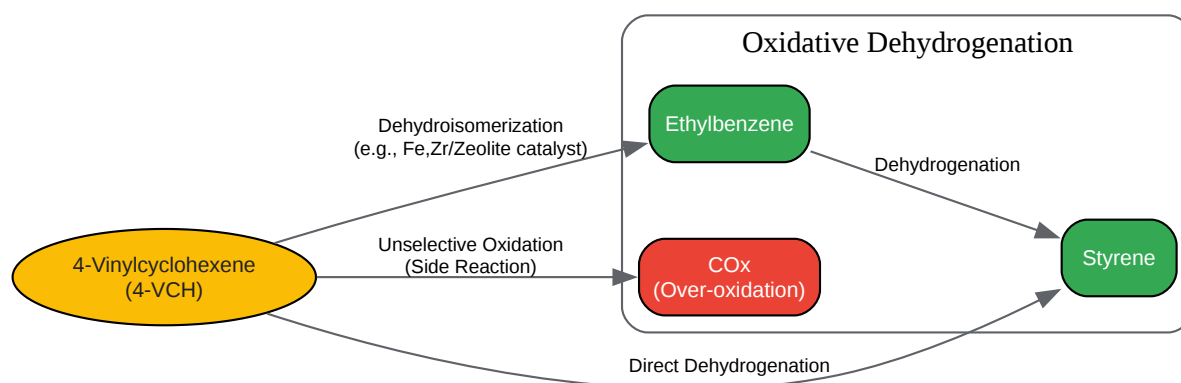 Oxidative Dehydrogenation
Ethylbenzene
Dehydroisomerization
(e.g., Fe,Zr/Zeolite catalyst)
Dehydrogenation
Unselective Oxidation
(Side Reaction)
4-Vinylcyclohexene
(4-VCH)
COx
(Over-oxidation)
Styrene
Direct Dehydrogenation